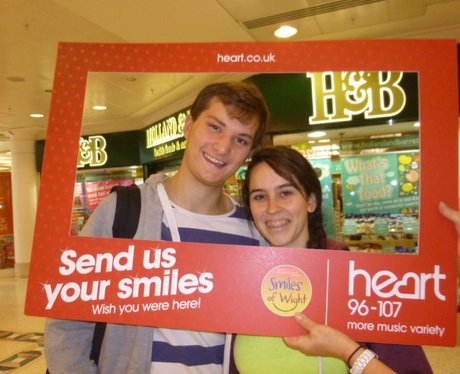 heart.co.uk
H&B
HOLLAND & B
H&B
What's
THAT
food?
Send us
your smiles
Wish you were here!
Smiles
of Wight
heart
96-107
more music variety